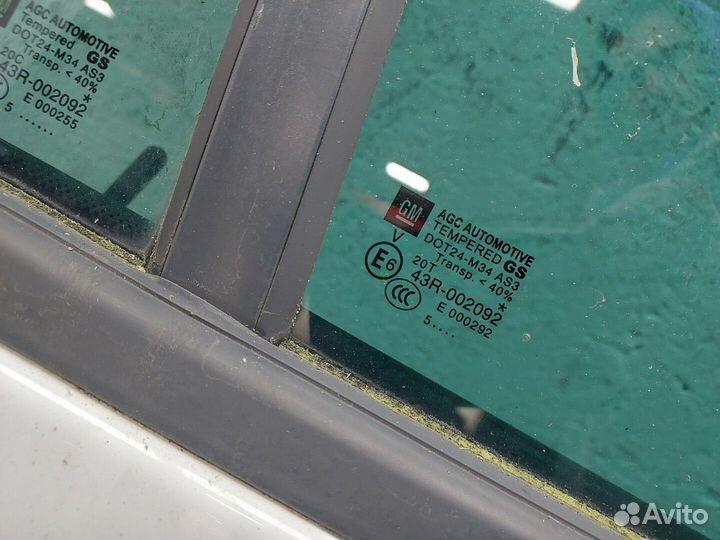 AGC AUTOMOTIVE
Tempered GS
DOT24-M34 AS3
Transp. < 40%
20C
43R-002092 *
E 000255
5 ......
GM
AGC AUTOMOTIVE
TEMPERED GS
DOT24-M34 AS3
Transp. < 40%
V
20T
E6
43R-002092 *
CCC
E 000292
5....
Avito